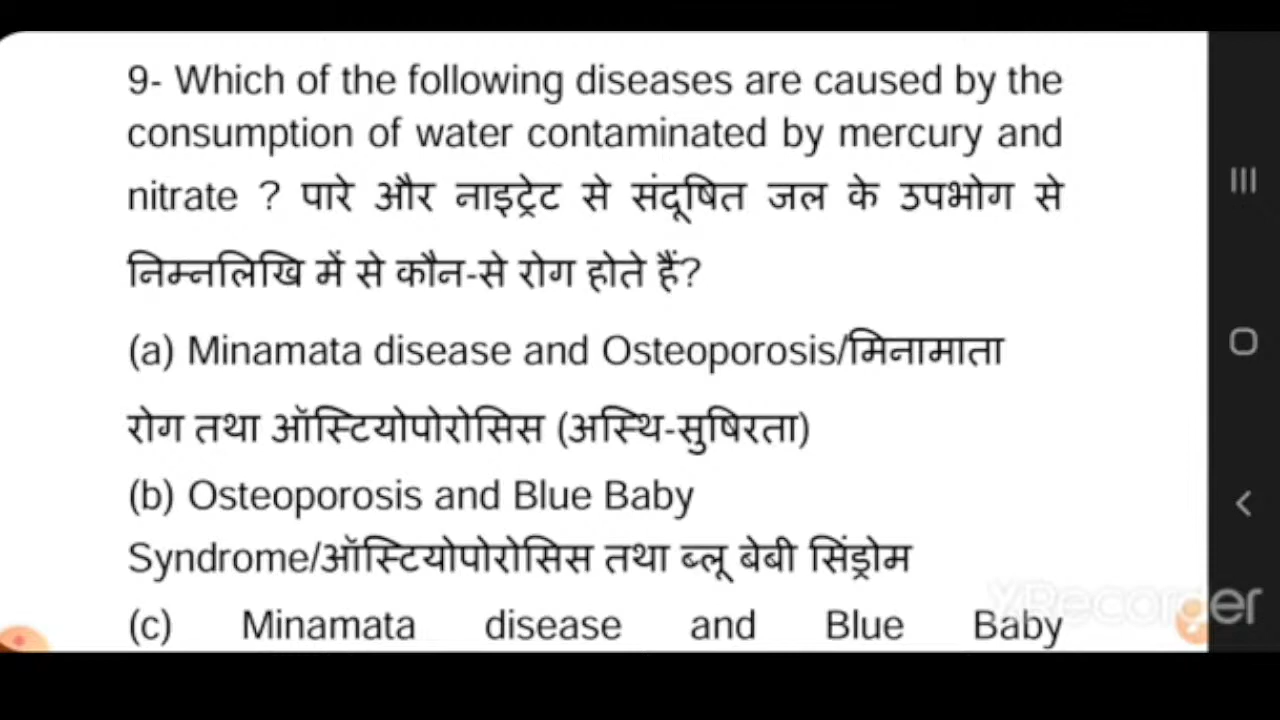 9- Which of the following diseases are caused by the
consumption of water contaminated by mercury and
nitrate ? पारे और नाइट्रेट से संदूषित जल के उपभोग से
निम्नलिखि में से कौन-से रोग होते हैं?
(a) Minamata disease and Osteoporosis/मिनामाता
रोग तथा ऑस्टियोपोरोसिस (अस्थि-सुषिरता)
(b) Osteoporosis and Blue Baby
Syndrome/ऑस्टियोपोरोसिस तथा ब्लू बेबी सिंड्रोम
XRecorder
(c) Minamata disease and Blue Baby